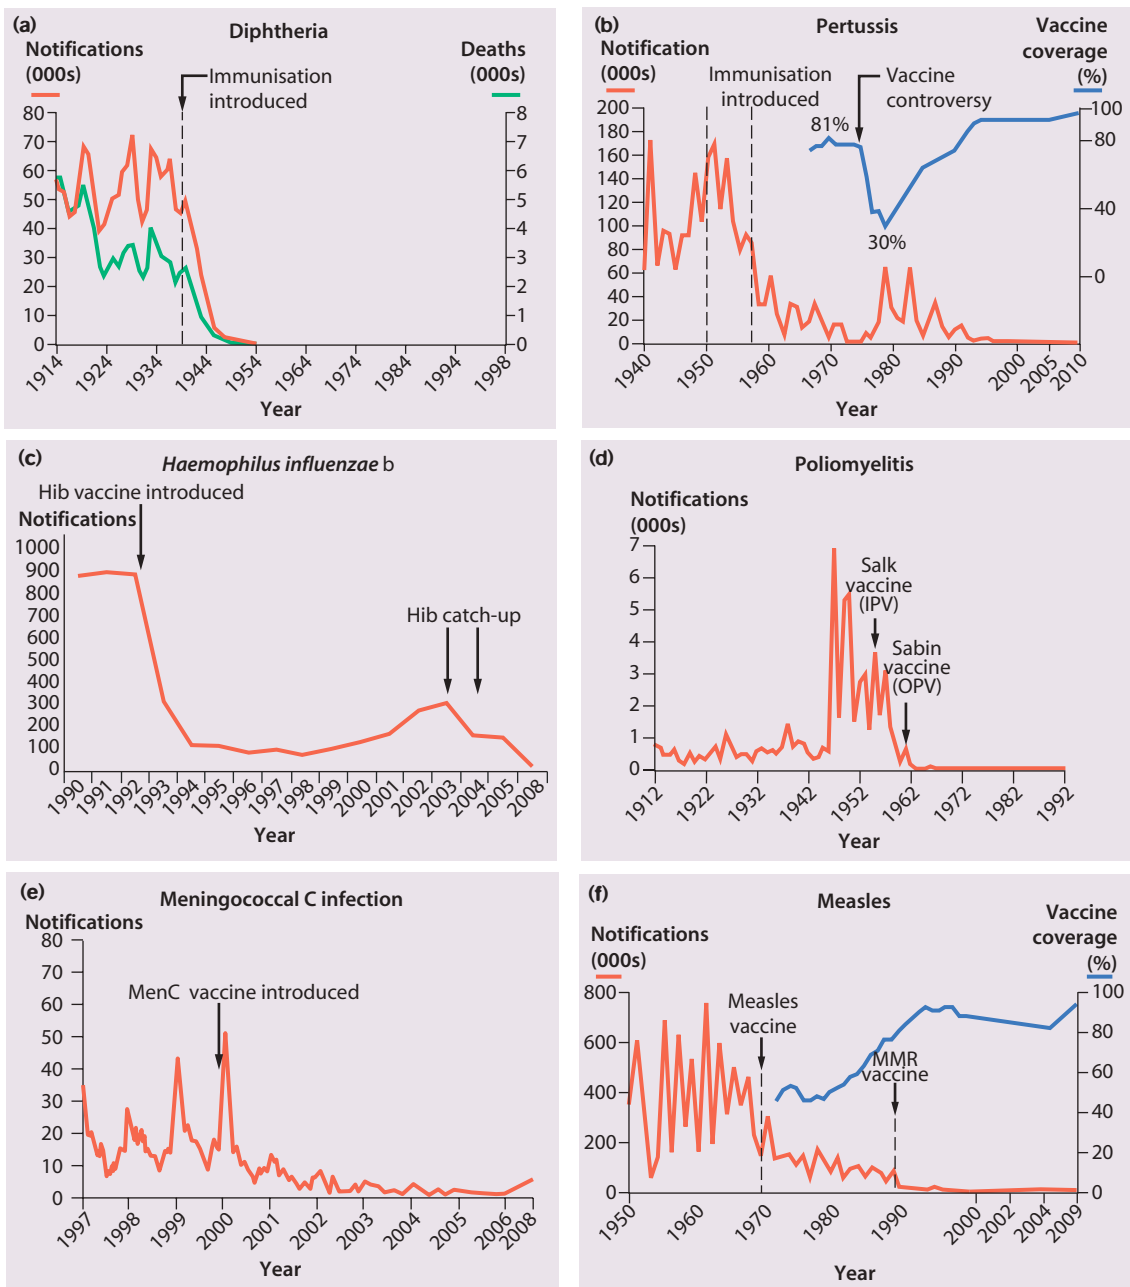 (a)
Diphtheria
Notifications
(000s)
Deaths
(000s)
Immunisation
introduced
80
70
60
50
40
30
20
10
0
8
7
6
5
4
3
2
1
0
1914
1924
1934
1944
1954
1964
1974
1984
1994
1998
Year
(b)
Pertussis
Notification
(000s)
Immunisation
introduced
Vaccine
controversy
Vaccine
coverage
(%)
81%
30%
200
180
160
140
120
100
80
60
40
20
0
100
80
40
0
1940
1950
1960
1970
1980
1990
2000
2005
2010
Year
(c)
Haemophilus influenzae b
Hib vaccine introduced
Notifications
Hib catch-up
1000
900
800
700
600
500
400
300
200
100
0
1990
1991
1992
1993
1994
1995
1996
1997
1998
1999
2000
2001
2002
2003
2004
2005
2008
Year
(d)
Poliomyelitis
Notifications
(000s)
Salk
vaccine
(IPV)
Sabin
vaccine
(OPV)
7
6
5
4
3
2
1
0
1912
1922
1932
1942
1952
1962
1972
1982
1992
Year
(e)
Meningococcal C infection
Notifications
MenC vaccine introduced
80
70
60
50
40
30
20
10
0
1997
1998
1999
2000
2001
2002
2003
2004
2005
2006
2008
Year
(f)
Measles
Notifications
(000s)
Vaccine
coverage
(%)
Measles
vaccine
MMR
vaccine
800
600
400
200
0
100
80
60
40
20
0
1950
1960
1970
1980
1990
2000
2002
2004
2009
Year